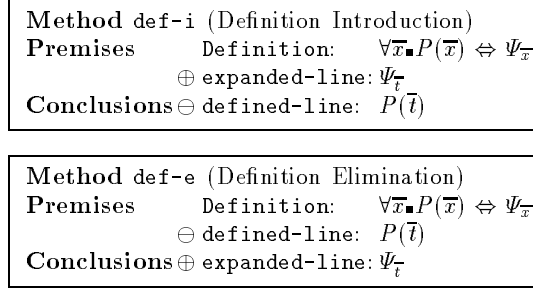 Method def-i (Definition Introduction)
Premises Definition: ∀x̅▪P(x̅) ⇔ Ψx̅
⊕ expanded-line: Ψt̅
Conclusions ⊖ defined-line: P(t̅)
Method def-e (Definition Elimination)
Premises Definition: ∀x̅▪P(x̅) ⇔ Ψx̅
⊖ defined-line: P(t̅)
Conclusions ⊕ expanded-line: Ψt̅